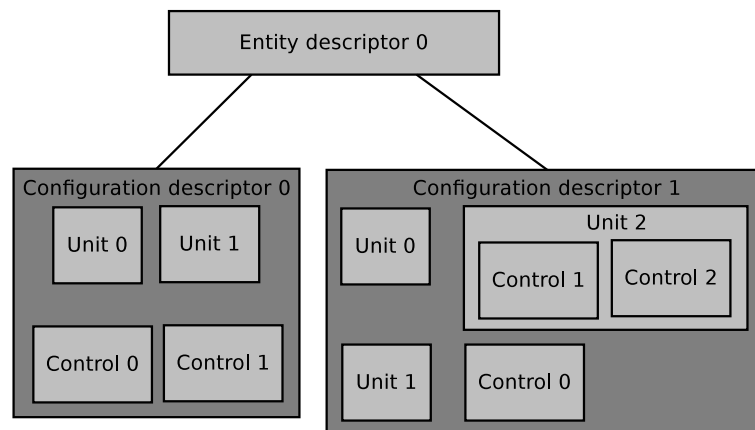 Entity descriptor 0
Configuration descriptor 0
Unit 0
Unit 1
Control 0
Control 1
Configuration descriptor 1
Unit 0
Unit 2
Control 1
Control 2
Unit 1
Control 0